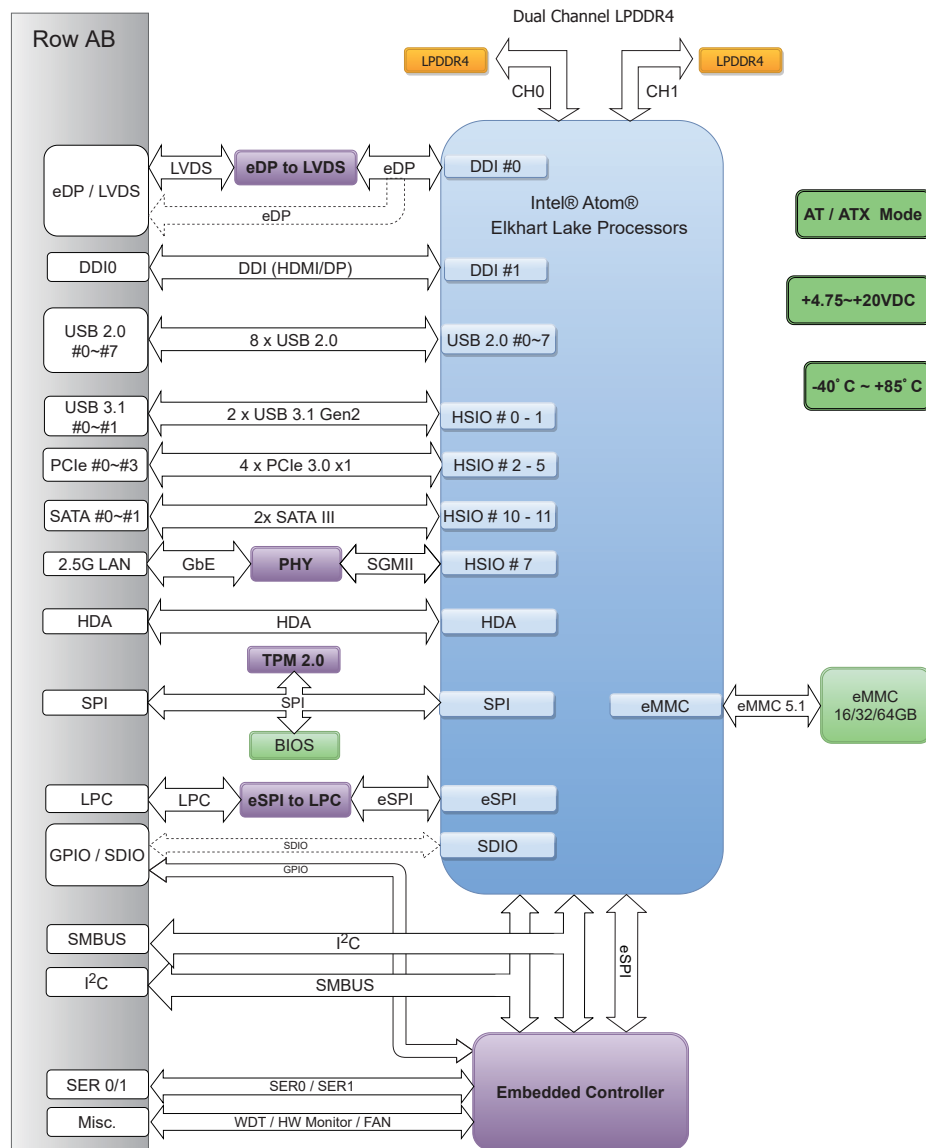 Dual Channel LPDDR4
Row AB
LPDDR4
LPDDR4
CH0
CH1
eDP / LVDS
LVDS
eDP to LVDS
eDP
DDI #0
eDP
Intel® Atom®
Elkhart Lake Processors
AT / ATX Mode
DDI0
DDI (HDMI/DP)
DDI #1
+4.75~+20VDC
USB 2.0
#0~#7
8 x USB 2.0
USB 2.0 #0~7
-40˚ C ~ +85˚ C
USB 3.1
#0~#1
2 x USB 3.1 Gen2
HSIO # 0 - 1
PCIe #0~#3
4 x PCIe 3.0 x1
HSIO # 2 - 5
SATA #0~#1
2x SATA III
HSIO # 10 - 11
2.5G LAN
GbE
PHY
SGMII
HSIO # 7
HDA
HDA
HDA
TPM 2.0
SPI
SPI
SPI
eMMC
eMMC 5.1
eMMC
16/32/64GB
BIOS
LPC
LPC
eSPI to LPC
eSPI
eSPI
GPIO / SDIO
SDIO
SDIO
GPIO
SMBUS
I²C
eSPI
I²C
SMBUS
SER 0/1
SER0 / SER1
Embedded Controller
Misc.
WDT / HW Monitor / FAN